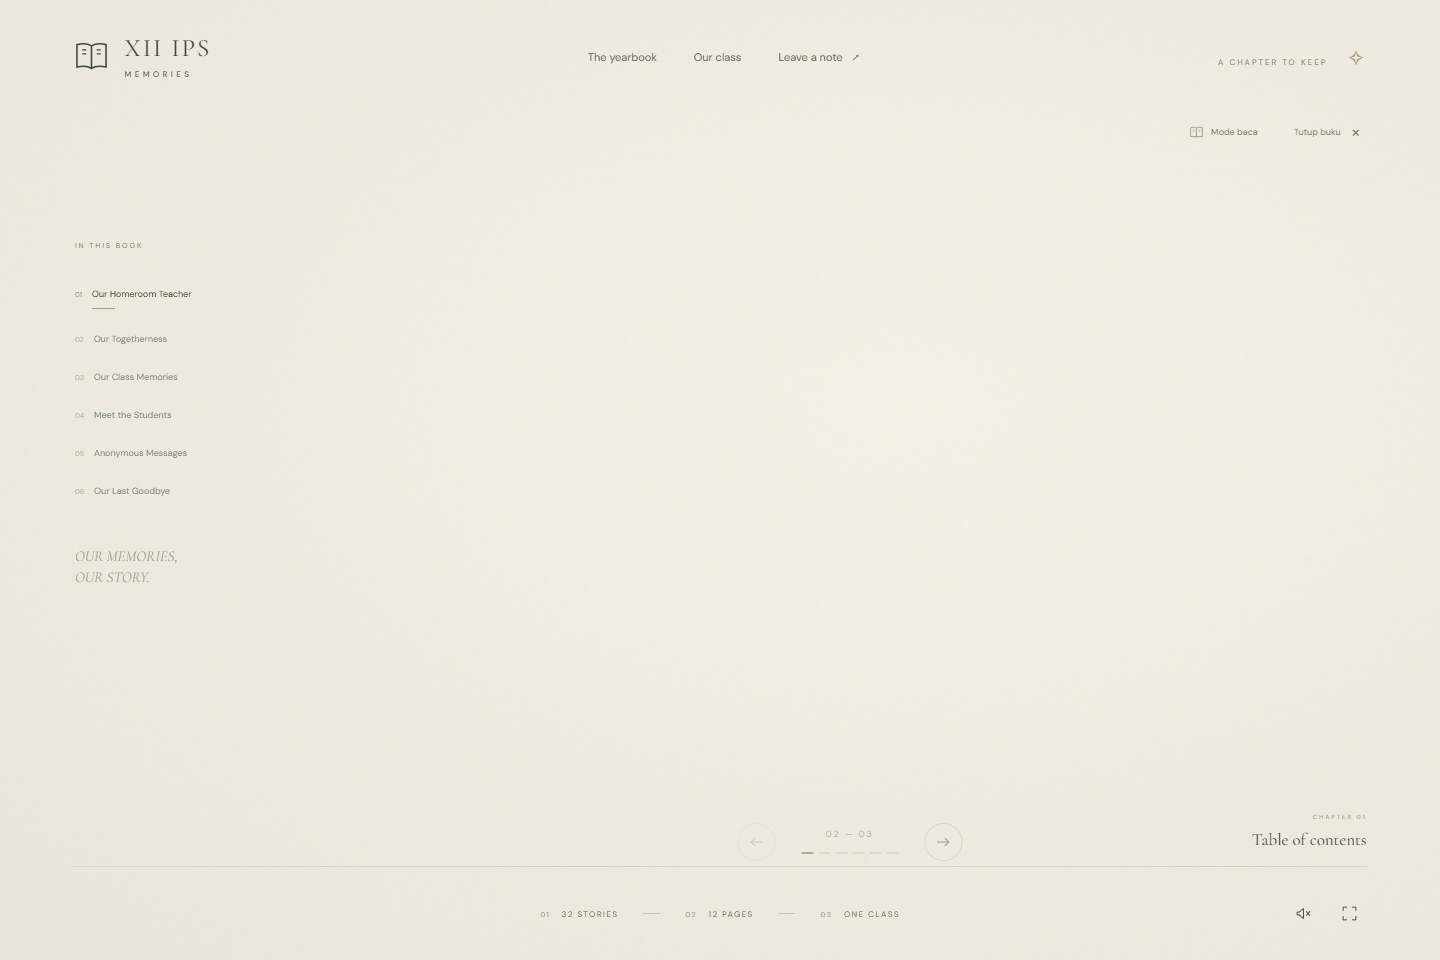 XII IPS
MEMORIES
The yearbook
Our class
Leave a note ↗
A CHAPTER TO KEEP
Mode baca
Tutup buku ×
IN THIS BOOK
01 Our Homeroom Teacher
02 Our Togetherness
03 Our Class Memories
04 Meet the Students
05 Anonymous Messages
06 Our Last Goodbye
OUR MEMORIES,
OUR STORY.
02 — 03
CHAPTER 01
Table of contents
01 32 STORIES — 02 12 PAGES — 03 ONE CLASS